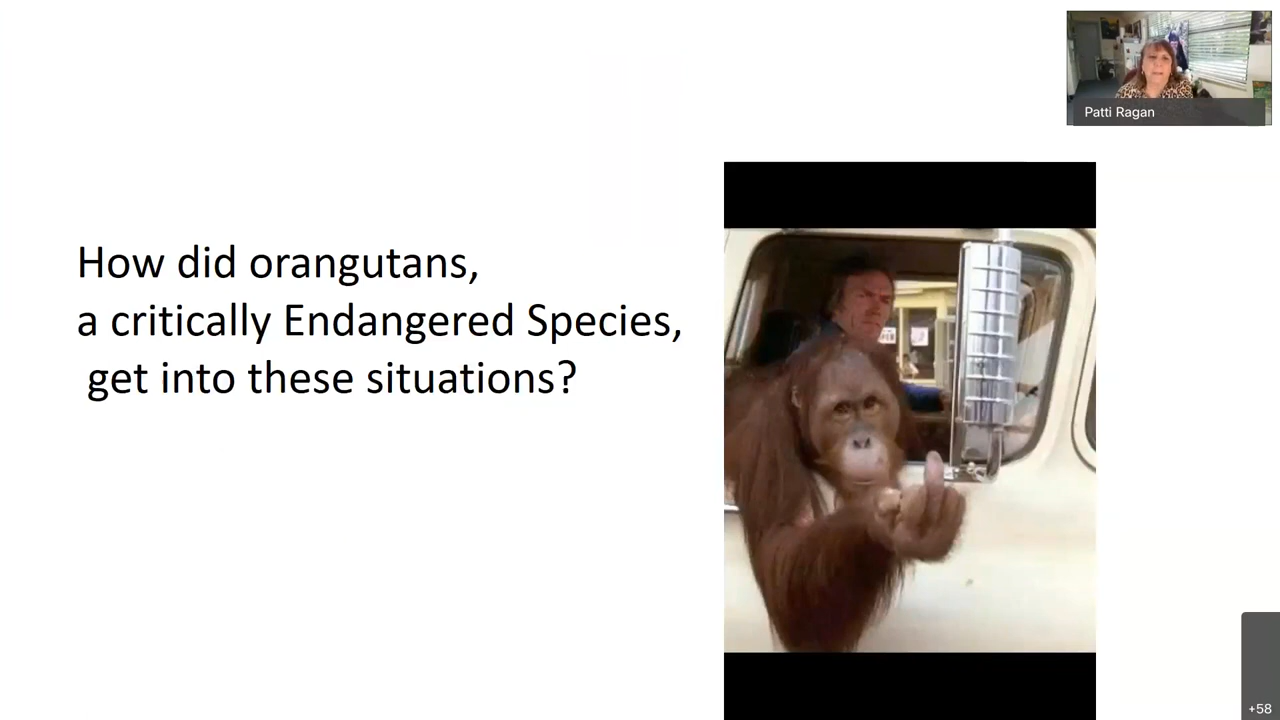 Patti Ragan
How did orangutans,
a critically Endangered Species,
get into these situations?
+58